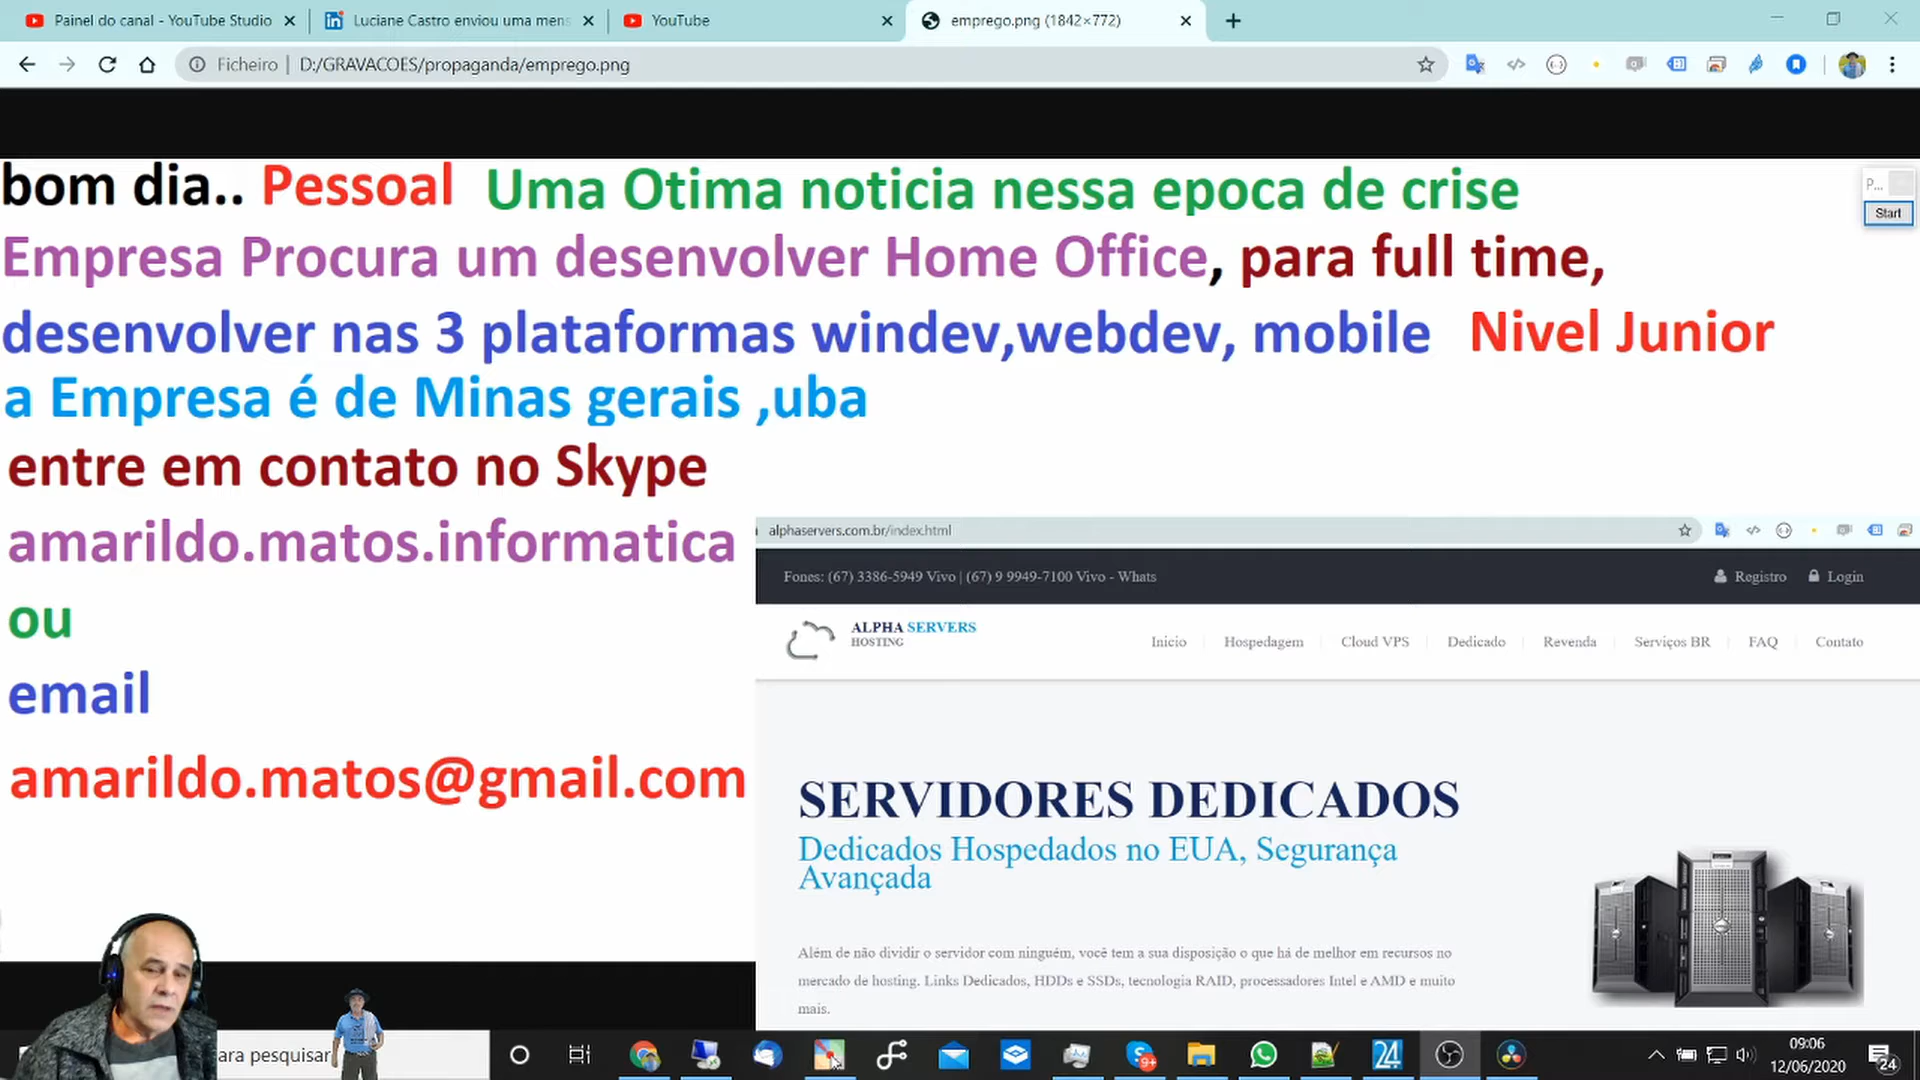 Painel do canal - YouTube Studio
Luciane Castro enviou uma mens
YouTube
emprego.png (1842×772)
Ficheiro | D:/GRAVACOES/propaganda/emprego.png
bom dia.. Pessoal Uma Otima noticia nessa epoca de crise
P...
Start
Empresa Procura um desenvolver Home Office, para full time,
desenvolver nas 3 plataformas windev,webdev, mobile Nivel Junior
a Empresa é de Minas gerais ,uba
entre em contato no Skype
amarildo.matos.informatica
ou
email
amarildo.matos@gmail.com
alphaservers.com.br/index.html
Fones: (67) 3386-5949 Vivo | (67) 9 9949-7100 Vivo - Whats
Registro
Login
ALPHA SERVERS
HOSTING
Inicio
Hospedagem
Cloud VPS
Dedicado
Revenda
Serviços BR
FAQ
Contato
SERVIDORES DEDICADOS
Dedicados Hospedados no EUA, Segurança
Avançada
Além de não dividir o servidor com ninguém, você tem a sua disposição o que há de melhor em recursos no
mercado de hosting. Links Dedicados, HDDs e SSDs, tecnologia RAID, processadores Intel e AMD e muito
mais.
ara pesquisar
9+
24
09:06
12/06/2020
24